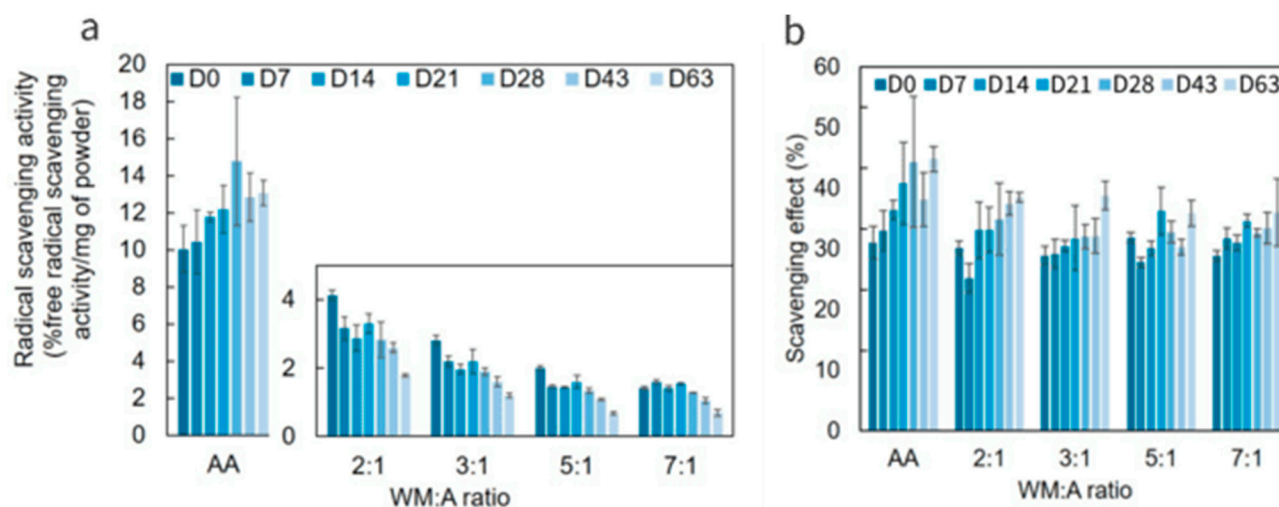 a
Radical scavenging activity
(%free radical scavenging
activity/mg of powder)
20
18
16
14
12
10
8
6
4
2
0
D0 D7 D14 D21 D28 D43 D63
4
2
0
AA 2:1 3:1 5:1 7:1
WM:A ratio
b
Scavenging effect (%)
60
50
40
30
20
10
0
D0 D7 D14 D21 D28 D43 D63
AA 2:1 3:1 5:1 7:1
WM:A ratio